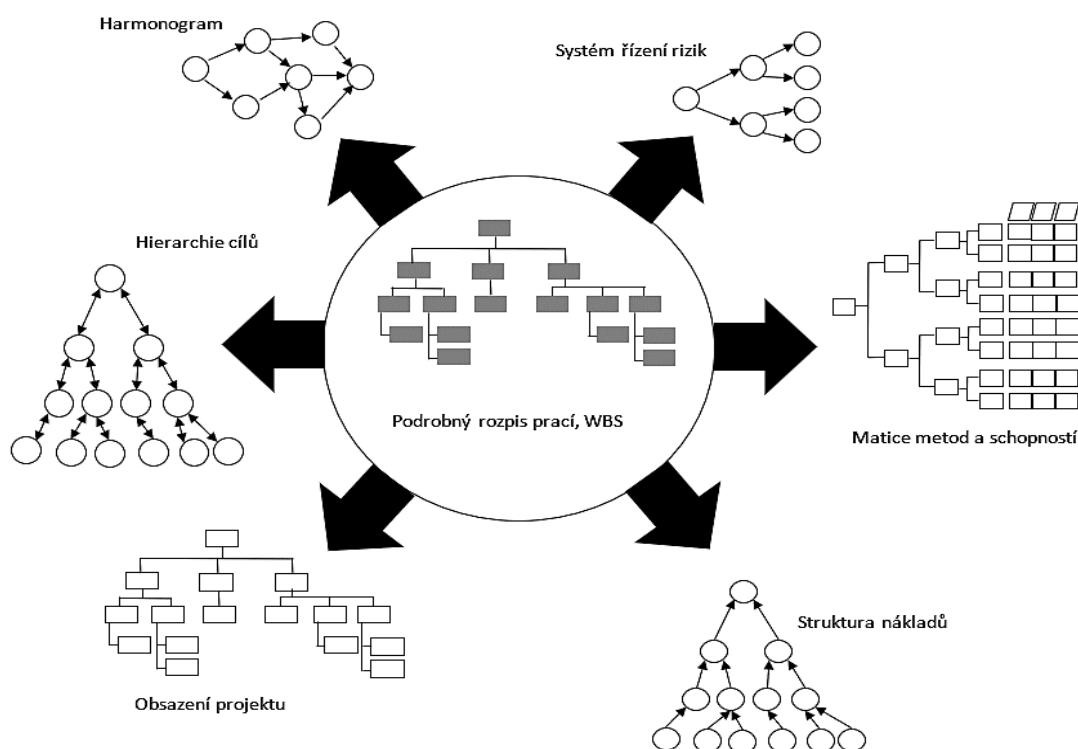 Harmonogram
Systém řízení rizik
Hierarchie cílů
Podrobný rozpis prací, WBS
Matice metod a schopností
Struktura nákladů
Obsazení projektu